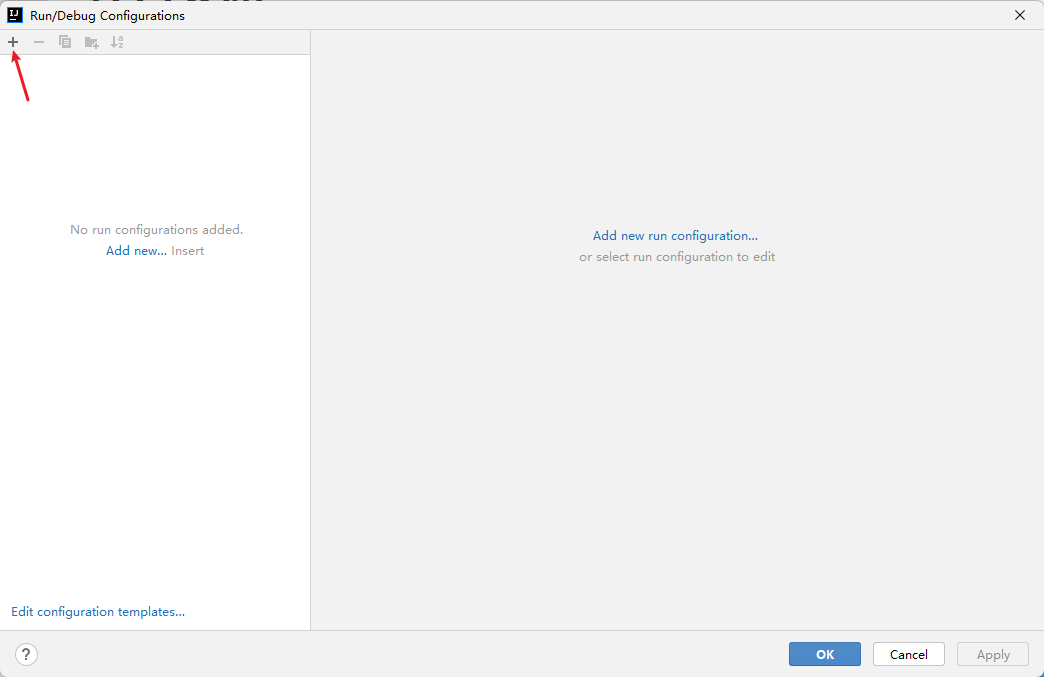 IJ
Run/Debug Configurations
No run configurations added.
Add new... Insert
Add new run configuration...
or select run configuration to edit
Edit configuration templates...
?
OK
Cancel
Apply